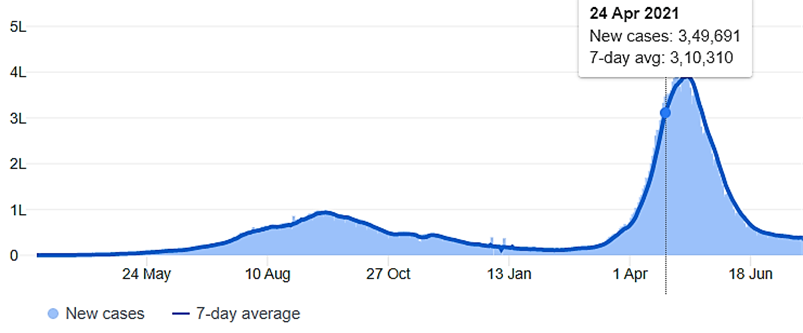 24 Apr 2021
New cases: 3,49,691
7-day avg: 3,10,310
5L
4L
3L
2L
1L
0
24 May 10 Aug 27 Oct 13 Jan 1 Apr 18 Jun
New cases 7-day average